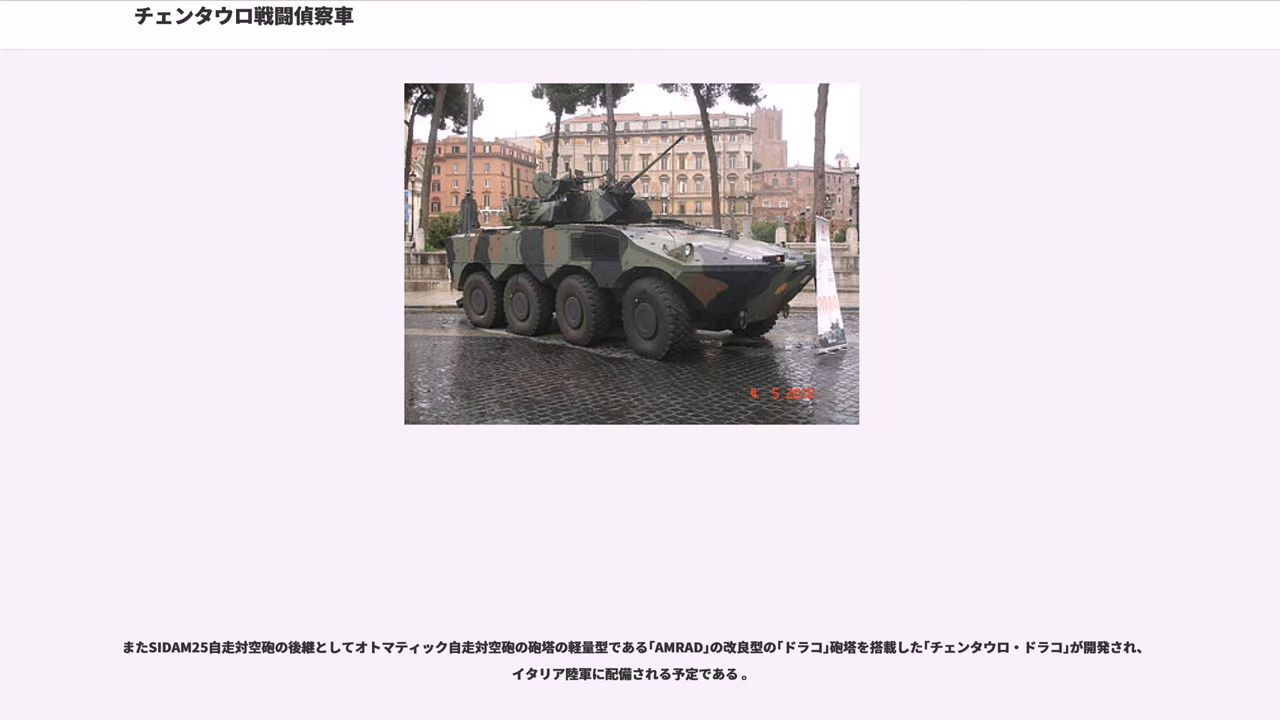 チェンタウロ戦闘偵察車
またSIDAM25自走対空砲の後継としてオトマティック自走対空砲の砲塔の軽量型である｢AMRAD｣の改良型の｢ドラコ｣砲塔を搭載した｢チェンタウロ・ドラコ｣が開発され、
イタリア陸軍に配備される予定である 。